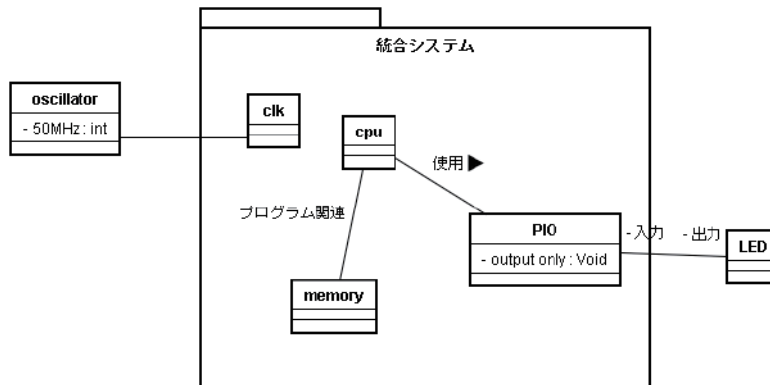 統合システム
oscillator
- 50MHz : int
clk
cpu
使用▶
プログラム関連
PIO
- output only : Void
- 入力
- 出力
LED
memory